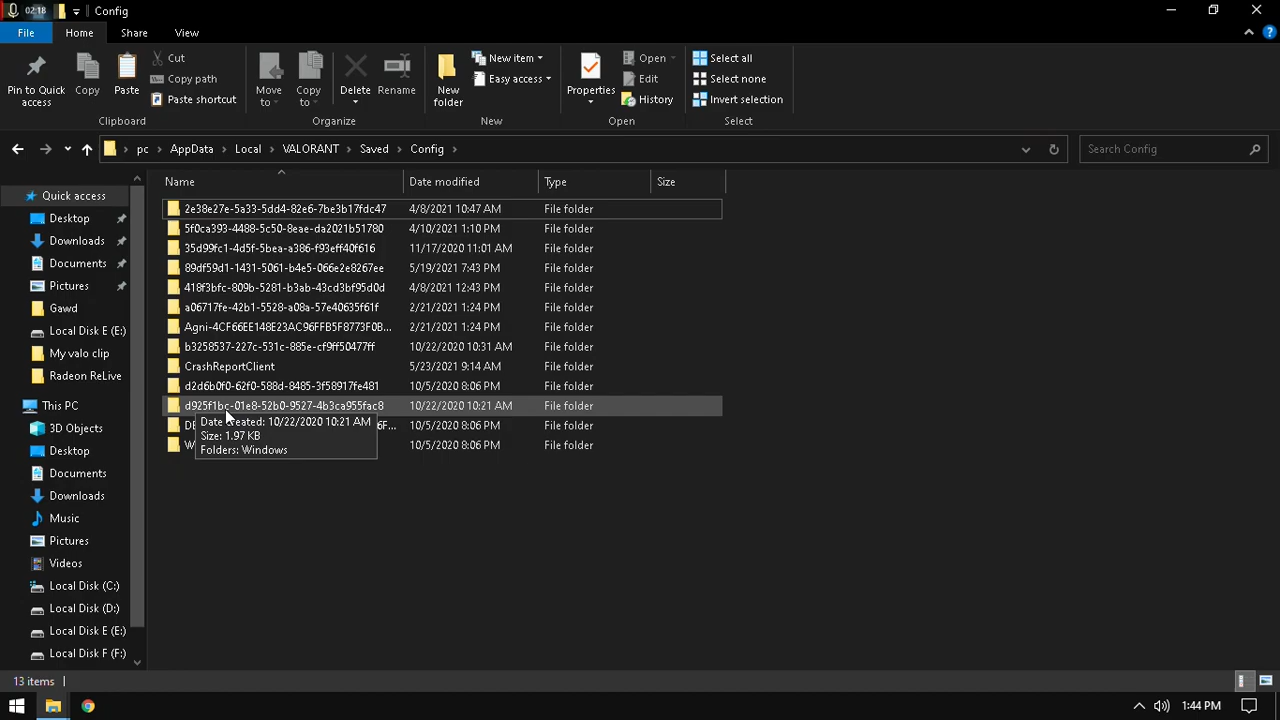 02:18 Config
File Home Share View
Pin to Quick access
Copy
Paste
Cut
Copy path
Paste shortcut
Clipboard
Move to
Copy to
Delete
Rename
Organize
New folder
New item
Easy access
New
Properties
Open
Edit
History
Open
Select all
Select none
Invert selection
Select
pc AppData Local VALORANT Saved Config
Search Config
Name Date modified Type Size
2e38e27e-5a33-5dd4-82e6-7be3b17fdc47 4/8/2021 10:47 AM File folder
5f0ca393-4488-5c50-8eae-da2021b51780 4/10/2021 1:10 PM File folder
35d99fc1-4d5f-5bea-a386-f93eff40f616 11/17/2020 11:01 AM File folder
89df59d1-1431-5061-b4e5-066e2e8267ee 5/19/2021 7:43 PM File folder
418f3bfc-809b-5281-b3ab-43cd3bf95d0d 4/8/2021 12:43 PM File folder
a06717fe-42b1-5528-a08a-57e40635f61f 2/21/2021 1:24 PM File folder
Agni-4CF66EE148E23AC96FFB5F8773F0B... 2/21/2021 1:24 PM File folder
b3258537-227c-531c-885e-cf9ff50477ff 10/22/2020 10:31 AM File folder
CrashReportClient 5/23/2021 9:14 AM File folder
d2d6b0f0-62f0-588d-8485-3f58917fe481 10/5/2020 8:06 PM File folder
d925f1bc-01e8-52b0-9527-4b3ca955fac8 10/22/2020 10:21 AM File folder
10/5/2020 8:06 PM File folder
10/5/2020 8:06 PM File folder
Date created: 10/22/2020 10:21 AM
Size: 1.97 KB
Folders: Windows
Quick access
Desktop
Downloads
Documents
Pictures
Gawd
Local Disk E (E:)
My valo clip
Radeon ReLive
This PC
3D Objects
Desktop
Documents
Downloads
Music
Pictures
Videos
Local Disk (C:)
Local Disk (D:)
Local Disk E (E:)
Local Disk F (F:)
13 items
1:44 PM